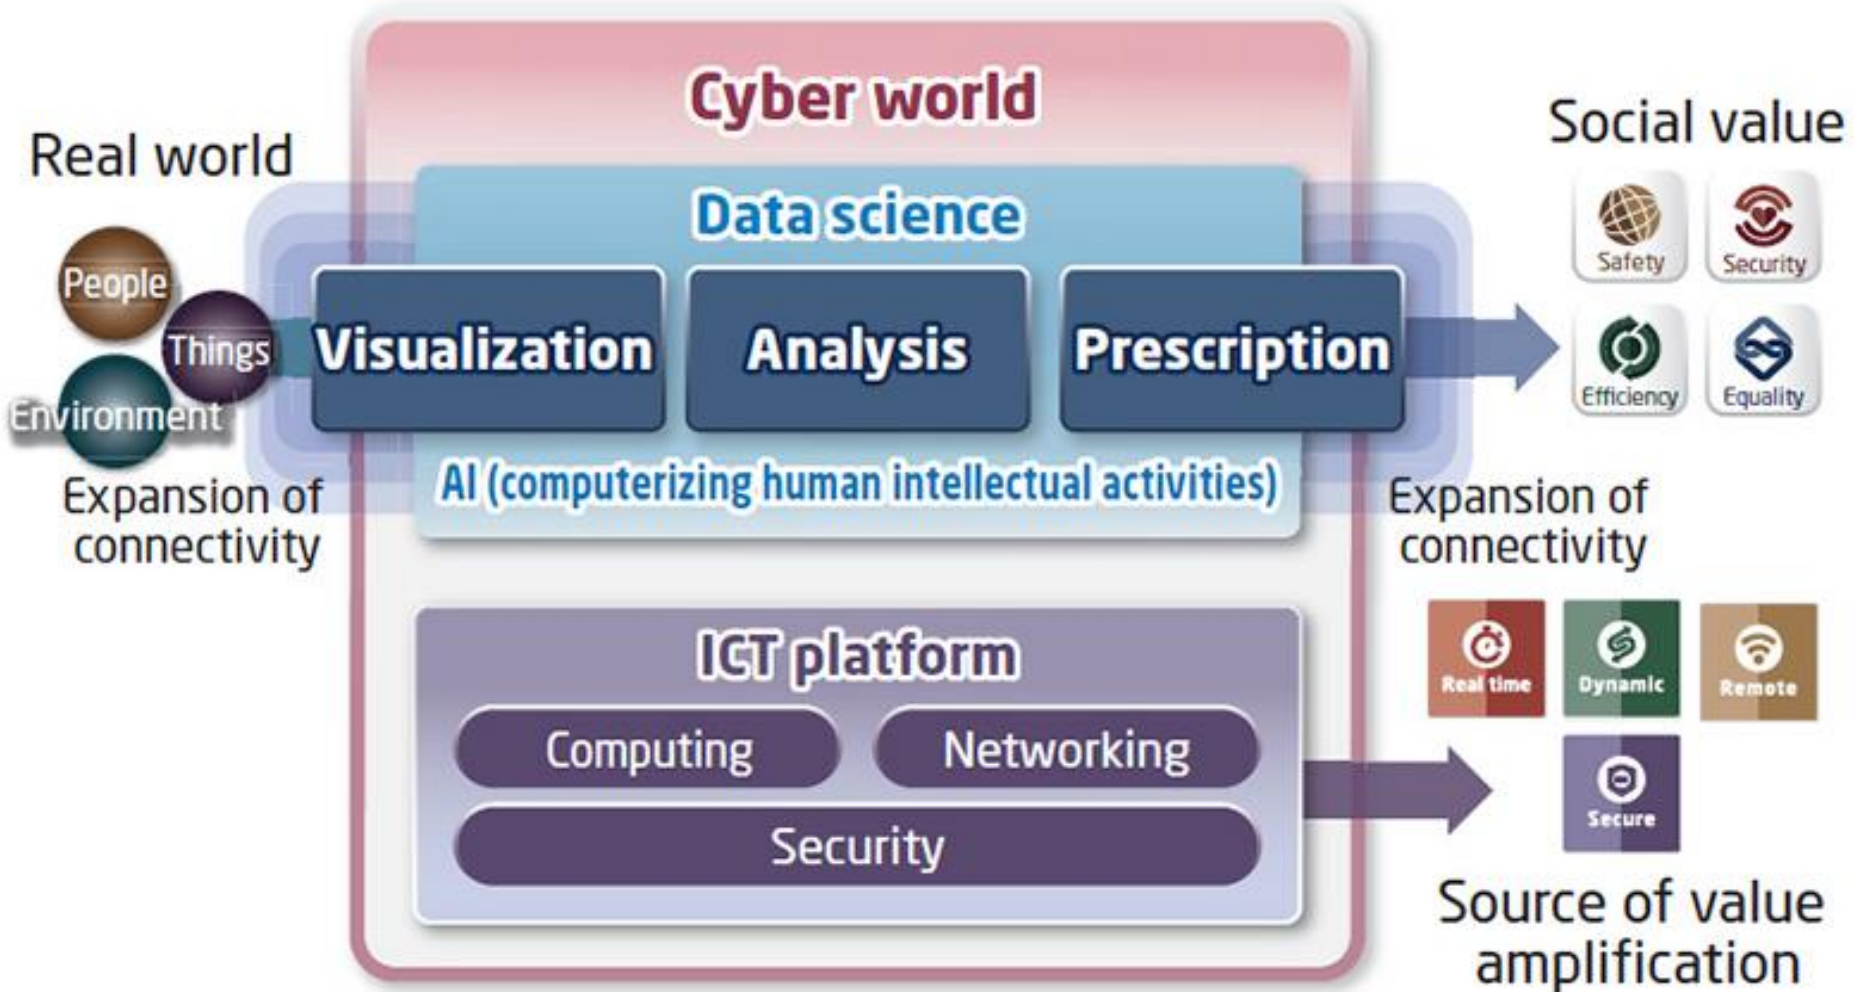 Cyber world
Real world
People
Things
Environment
Expansion of
connectivity
Data science
Visualization
Analysis
Prescription
AI (computerizing human intellectual activities)
Social value
Safety
Security
Efficiency
Equality
Expansion of
connectivity
ICT platform
Computing
Networking
Security
Real time
Dynamic
Remote
Secure
Source of value
amplification